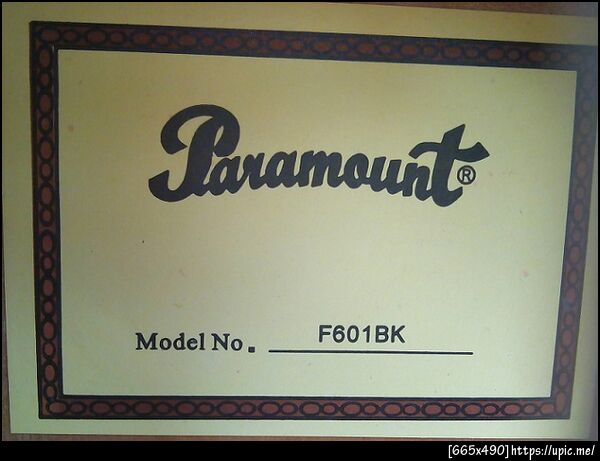 Paramount®
Model No. F601BK
[665x490]https://upic.me/